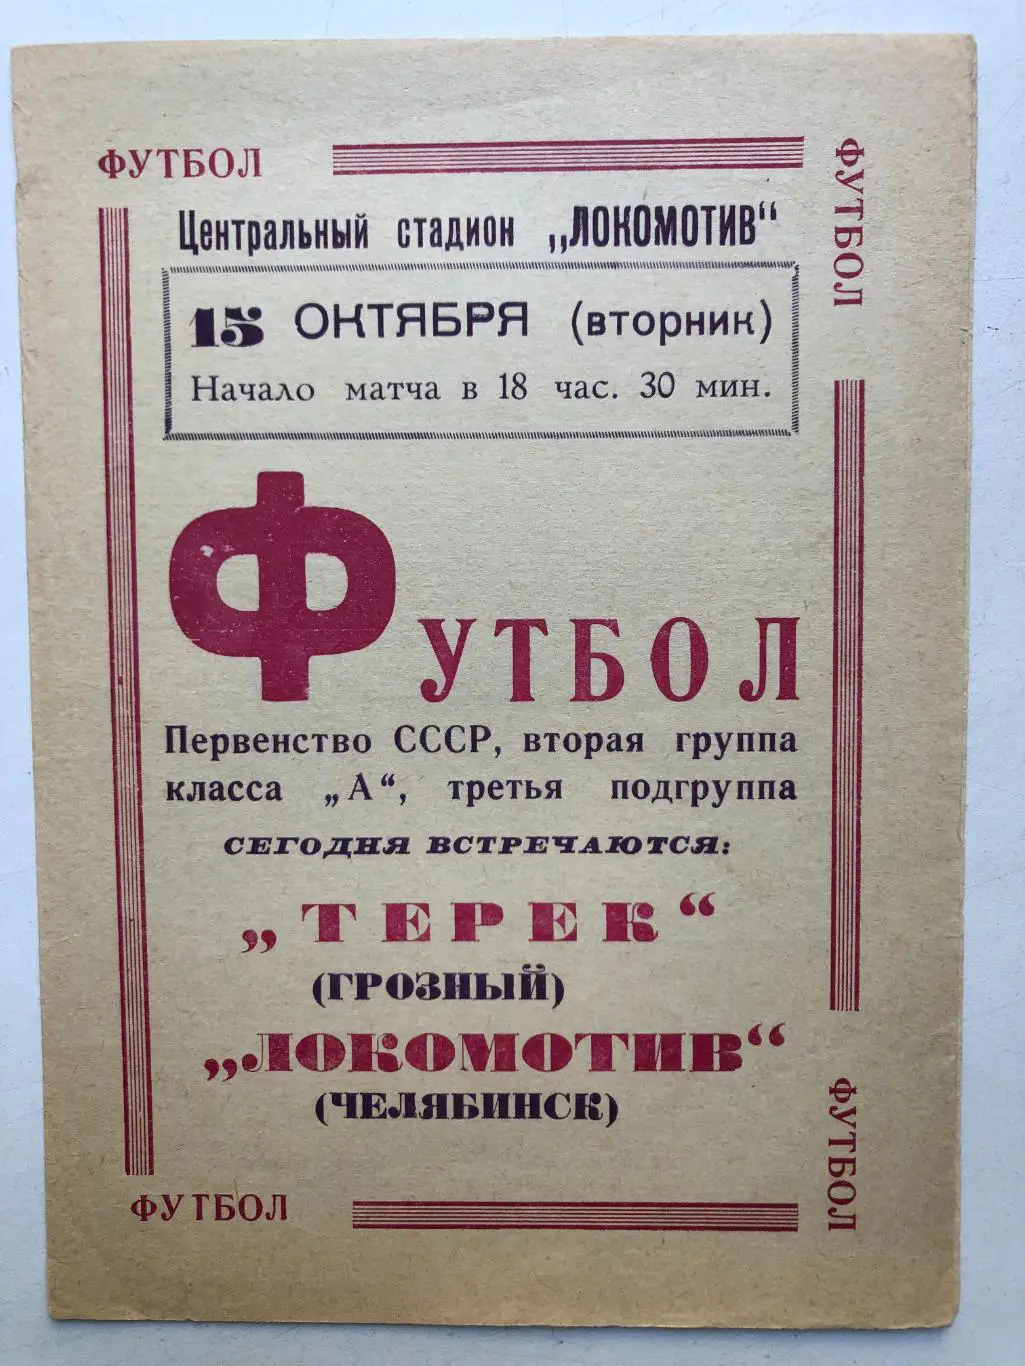 ФУТБОЛ
ФУТБОЛ
Центральный стадион „ЛОКОМОТИВ“
15 ОКТЯБРЯ (вторник)
Начало матча в 18 час. 30 мин.
ФУТБОЛ
Первенство СССР, вторая группа
класса „А“, третья подгруппа
СЕГОДНЯ ВСТРЕЧАЮТСЯ:
„ТЕРЕК“
(ГРОЗНЫЙ)
„ЛОКОМОТИВ“
(ЧЕЛЯБИНСК)
ФУТБОЛ
ФУТБОЛ